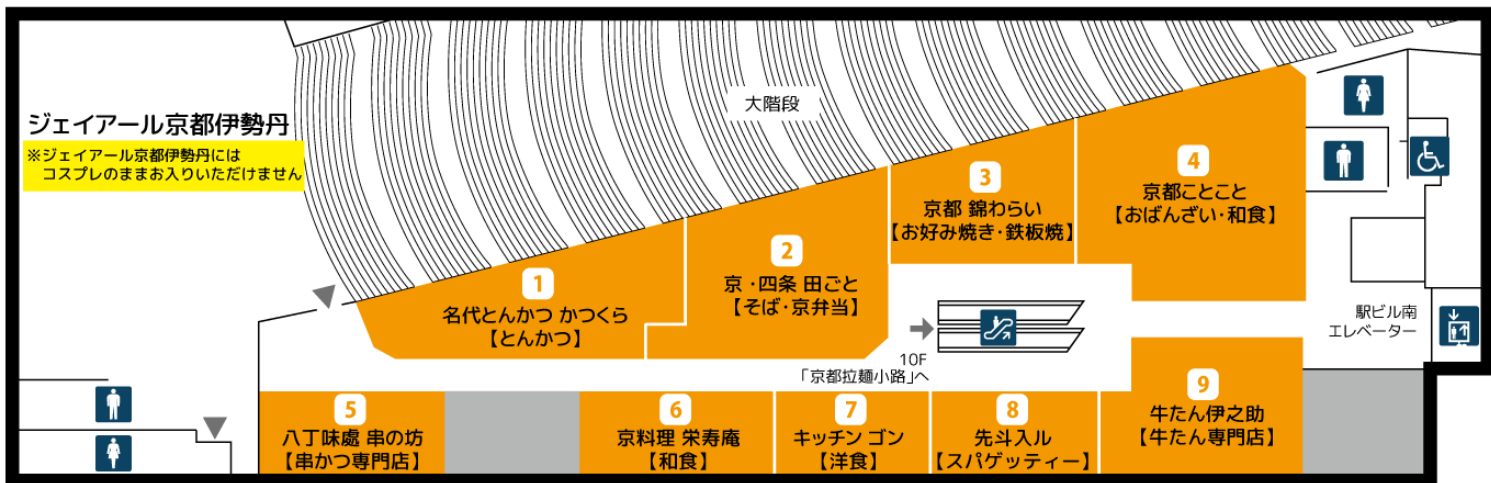 大階段
ジェイアール京都伊勢丹
※ジェイアール京都伊勢丹には
コスプレのままお入りいただけません
1
名代とんかつ かつくら
【とんかつ】
2
京・四条 田ごと
【そば・京弁当】
3
京都 錦わらい
【お好み焼き・鉄板焼】
4
京都ことこと
【おばんざい・和食】
10F
「京都拉麺小路」へ
駅ビル南
エレベーター
5
八丁味處 串の坊
【串かつ専門店】
6
京料理 栄寿庵
【和食】
7
キッチン ゴン
【洋食】
8
先斗入ル
【スパゲッティー】
9
牛たん伊之助
【牛たん専門店】